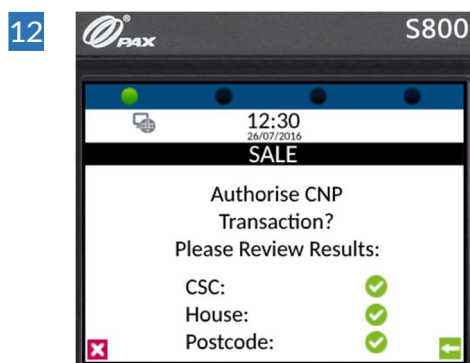 12
PAX
S800
12:30
26/07/2016
SALE
Authorise CNP
Transaction?
Please Review Results:
CSC:
House:
Postcode: